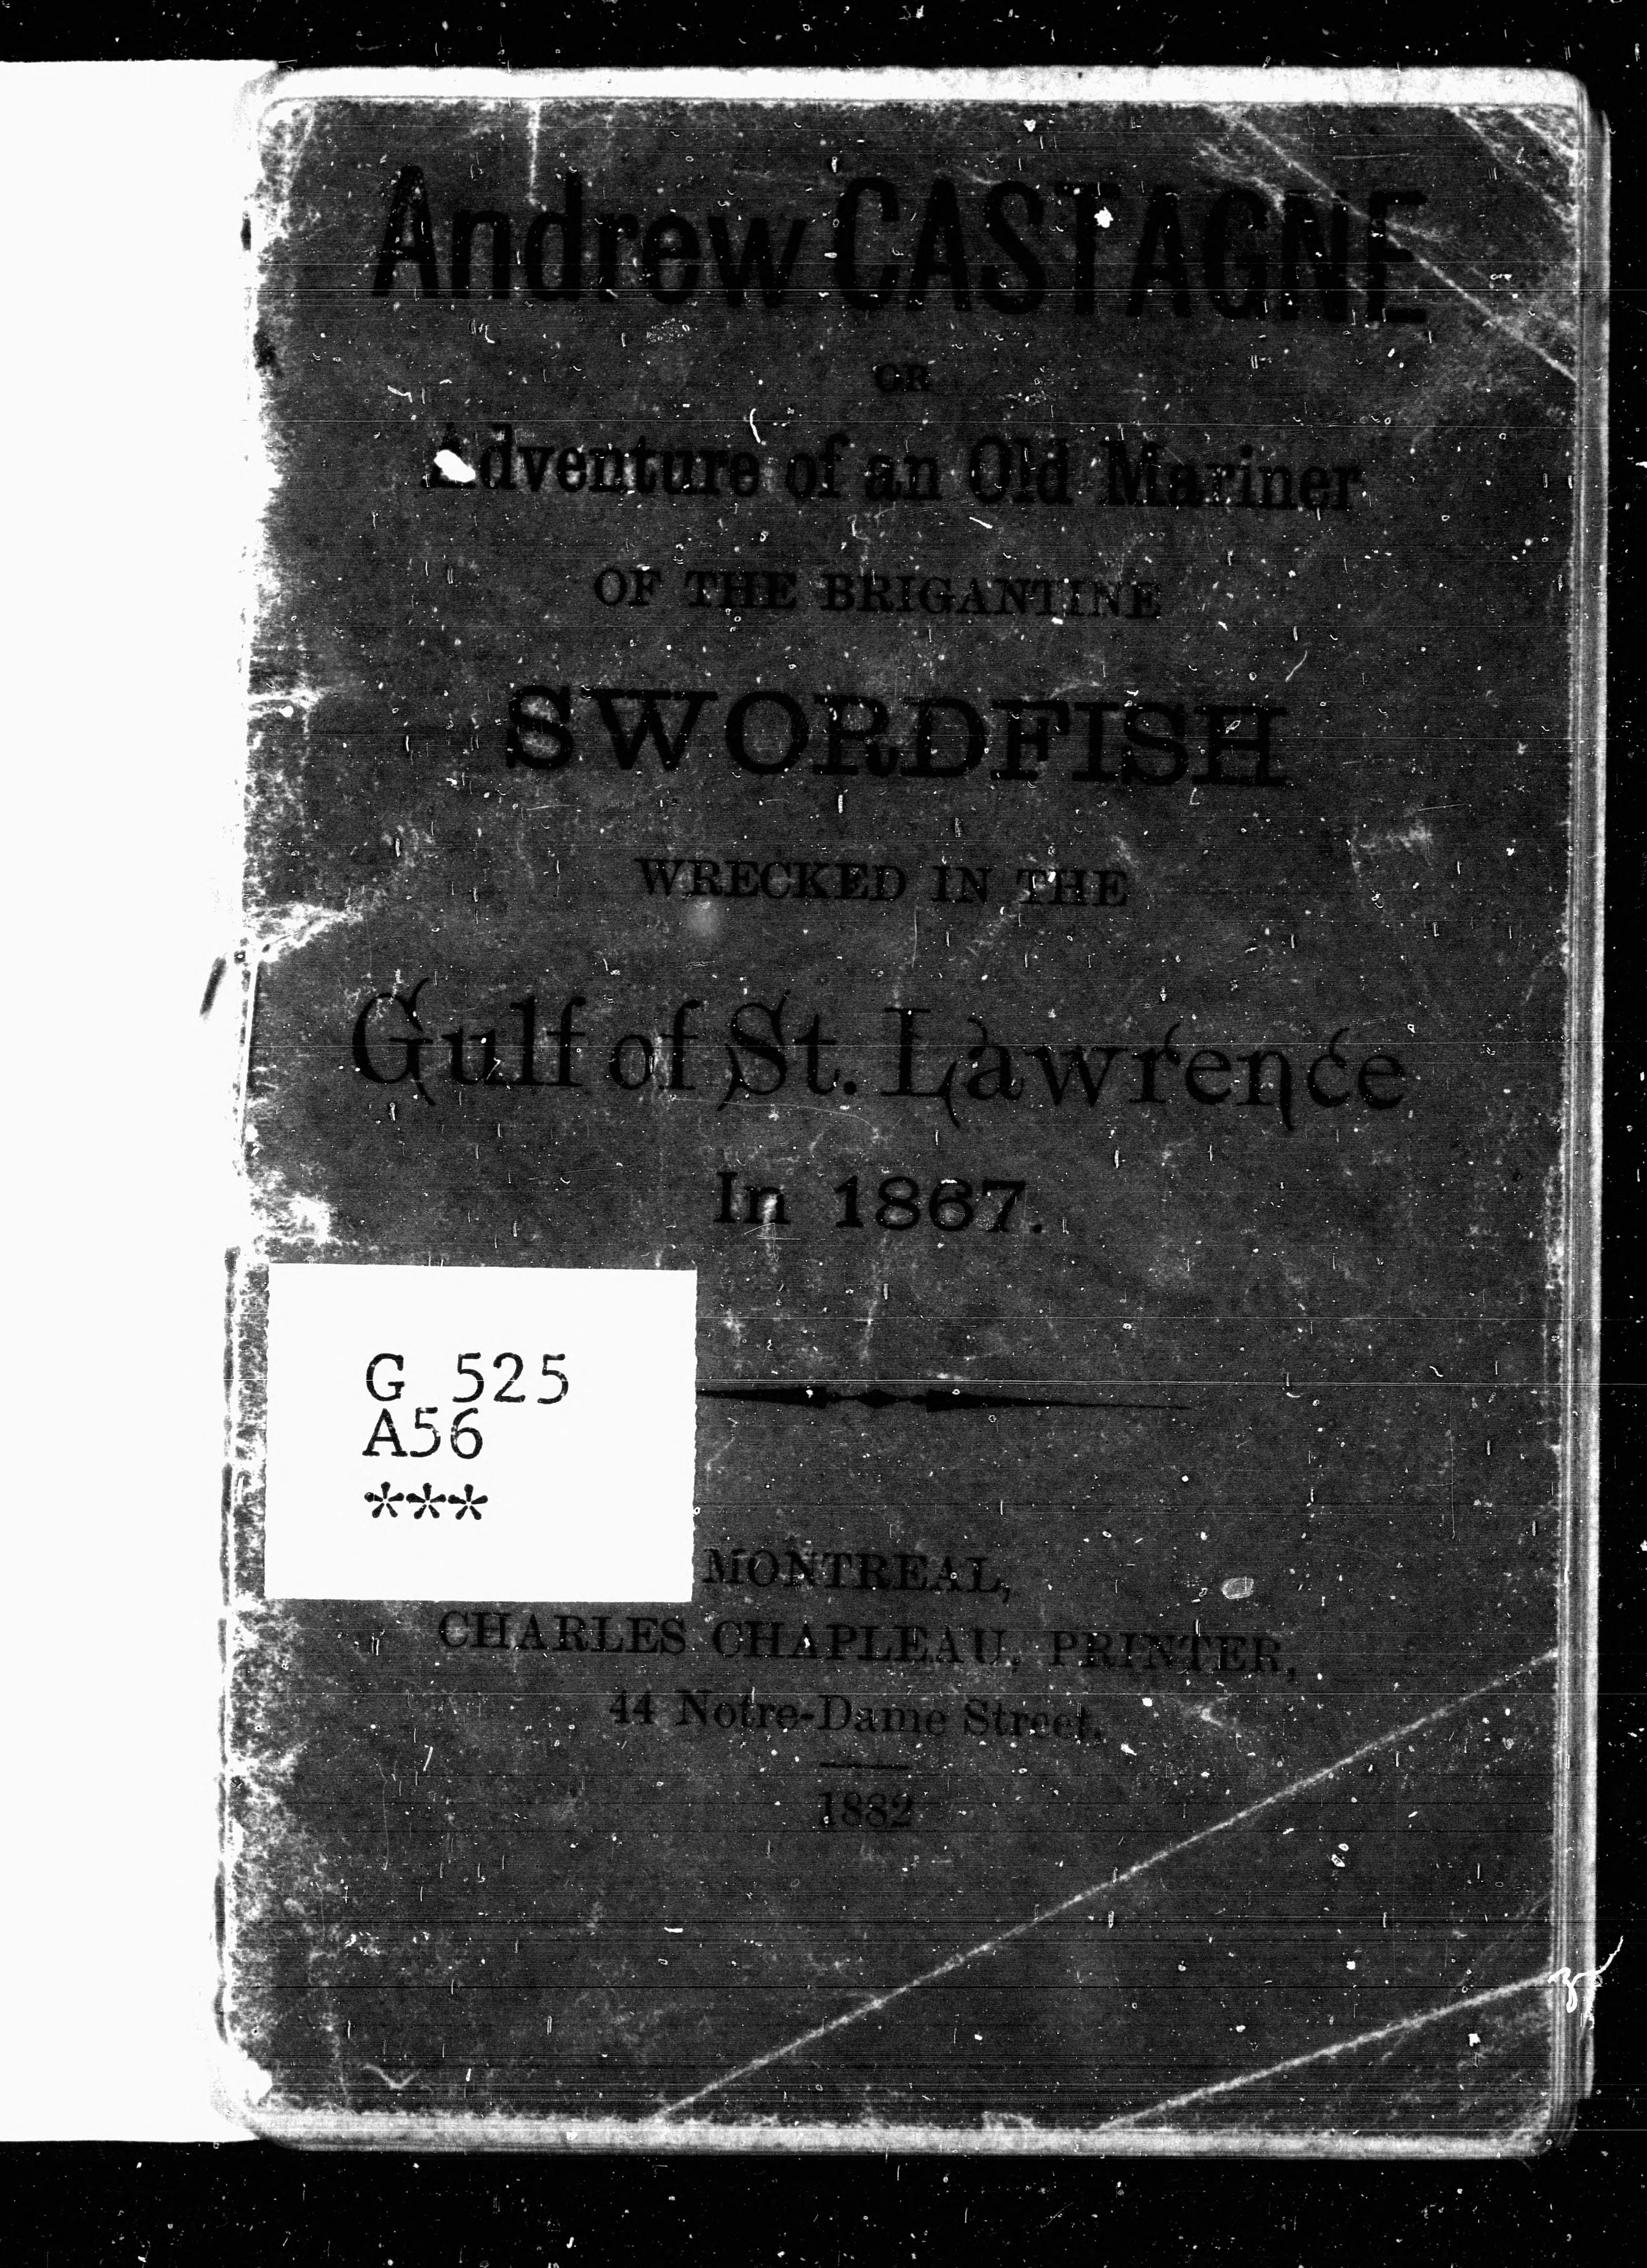 Andrew CASTAGNE
OR
Adventure of an Old Mariner
OF THE BRIGANTINE
SWORDFISH
WRECKED IN THE
Gulf of St. Lawrence
In 1867.
G 525
A56
***
MONTREAL,
CHARLES CHAPLEAU, PRINTER,
44 Notre-Dame Street.
1882